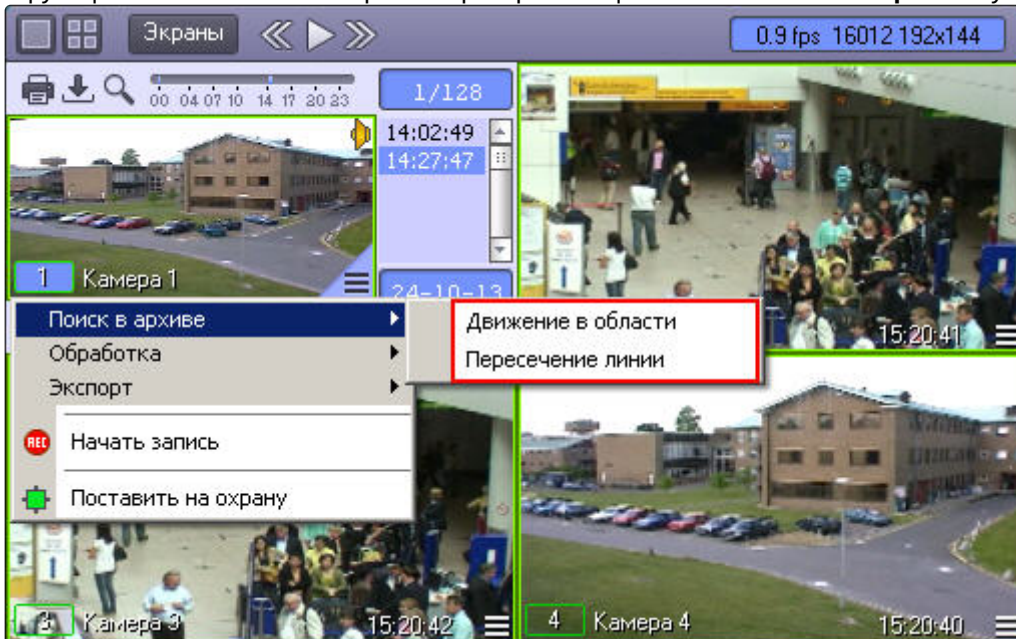 Экраны
0.9 fps 16012 192x144
00 04 07 10 14 17 20 23
1/128
14:02:49
14:27:47
24-10-13
1 Камера 1
Поиск в архиве
Обработка
Экспорт
Начать запись
Поставить на охрану
REC
Движение в области
Пересечение линии
15:20:41
3 Камера 3
15:20:42
4 Камера 4
15:20:40